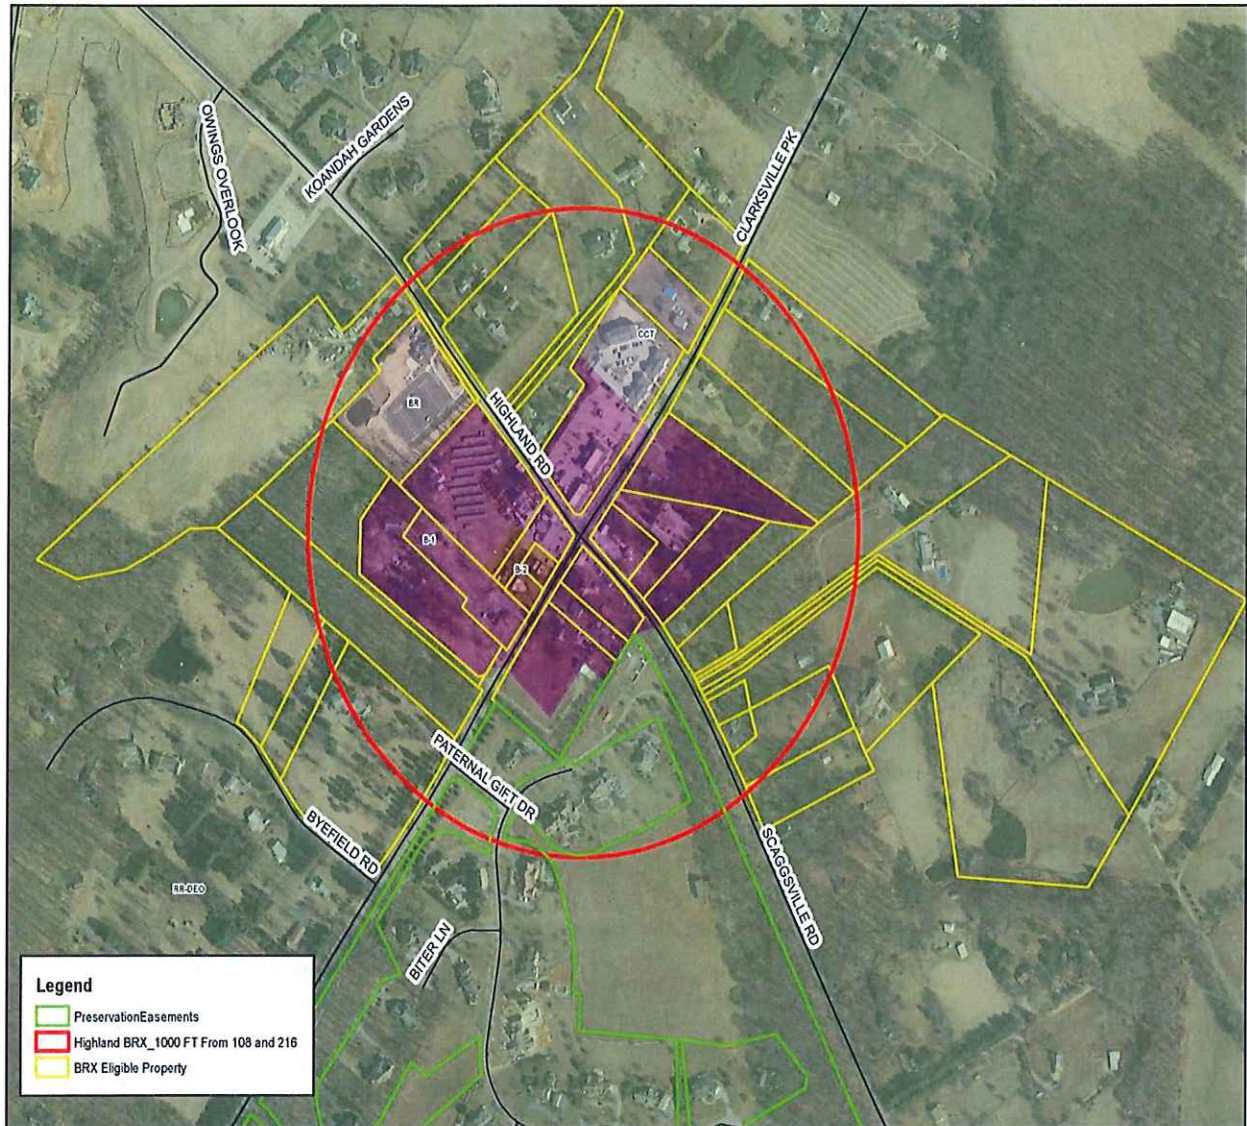 OWINGS OVERLOOK
KOANDAH GARDENS
CLARKSVILLE PK
CCT
HIGHLAND RD
BR
B-1
B-2
PATERNAL GIFT DR
BYEFIELD RD
SCAGGSVILLE RD
RR-DEO
BITER LN
Legend
PreservationEasements
Highland BRX_1000 FT From 108 and 216
BRX Eligible Property